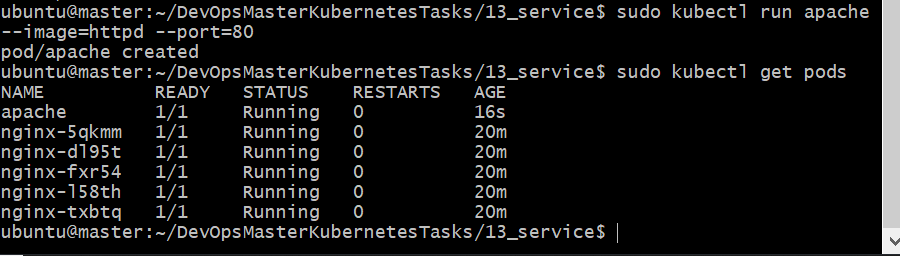 ubuntu@master:~/DevOpsMasterKubernetesTasks/13_service$ sudo kubectl run apache
--image=httpd --port=80
pod/apache created
ubuntu@master:~/DevOpsMasterKubernetesTasks/13_service$ sudo kubectl get pods
NAME READY STATUS RESTARTS AGE
apache 1/1 Running 0 16s
nginx-5qkmm 1/1 Running 0 20m
nginx-dl95t 1/1 Running 0 20m
nginx-fxr54 1/1 Running 0 20m
nginx-l58th 1/1 Running 0 20m
nginx-txbtq 1/1 Running 0 20m
ubuntu@master:~/DevOpsMasterKubernetesTasks/13_service$